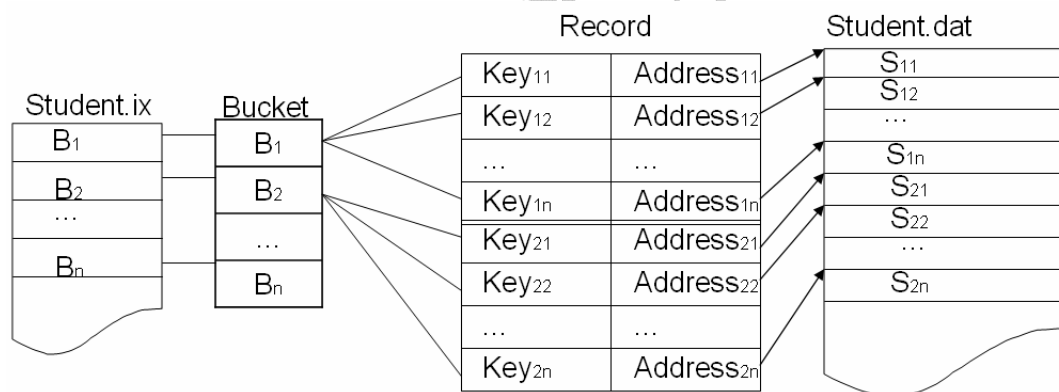 Record
Student.dat
Student.ix
Bucket
B1
B2
...
Bn
B1
B2
...
Bn
Key11 Address11
Key12 Address12
... ...
Key1n Address1n
Key21 Address21
Key22 Address22
... ...
Key2n Address2n
S11
S12
...
S1n
S21
S22
...
S2n